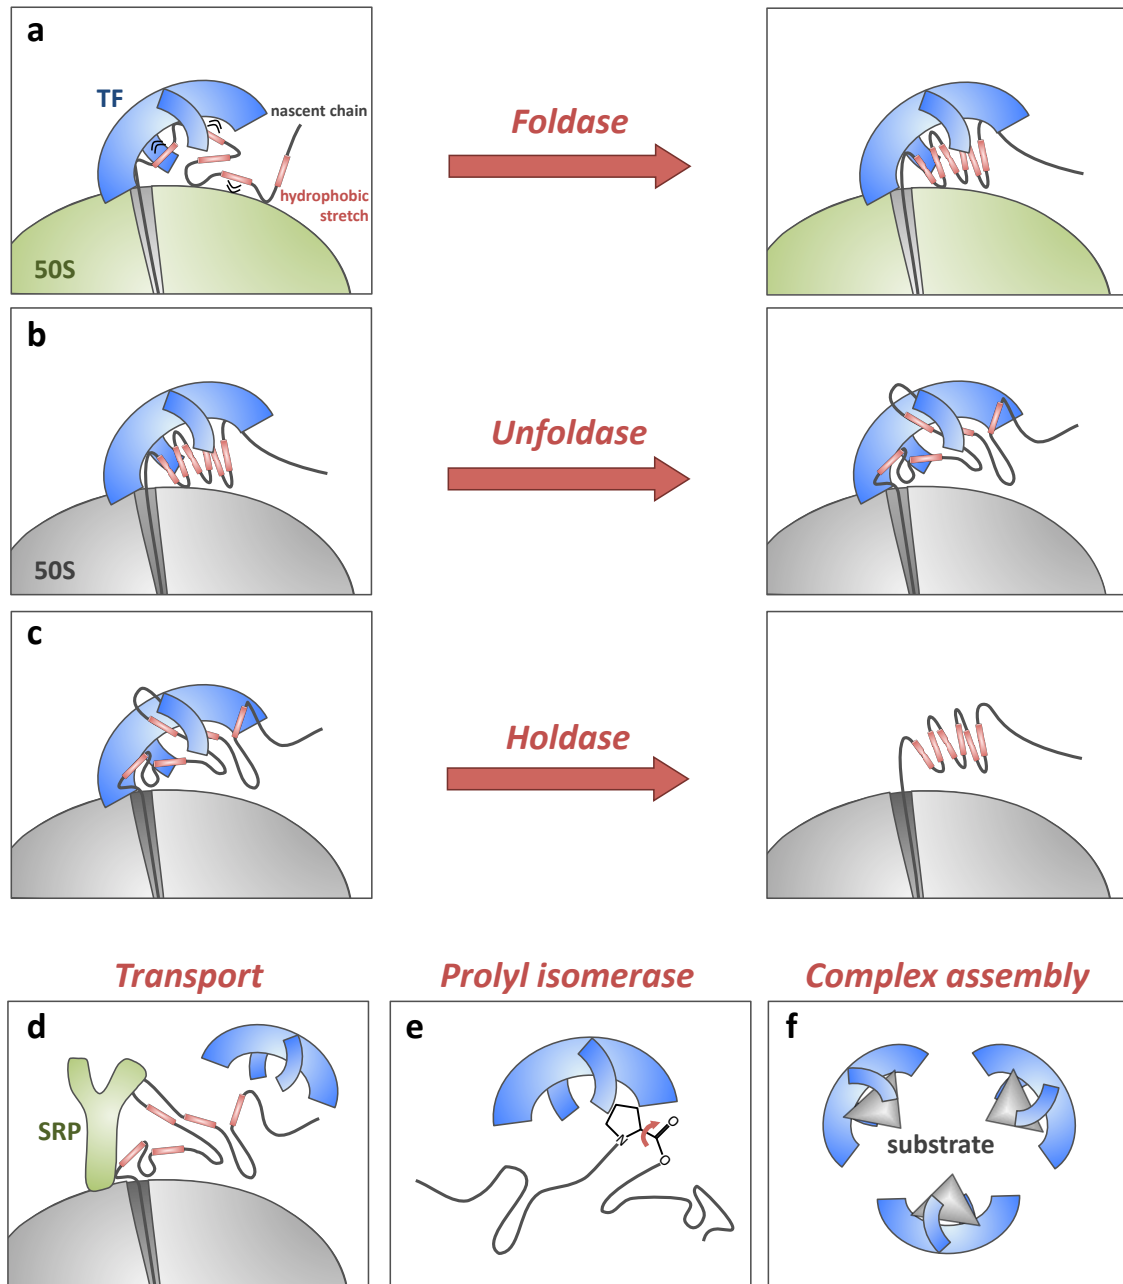 a
TF
nascent chain
hydrophobic
stretch
50S
Foldase
b
50S
Unfoldase
c
Holdase
Transport
Prolyl isomerase
Complex assembly
d
SRP
e
N
O
O
f
substrate